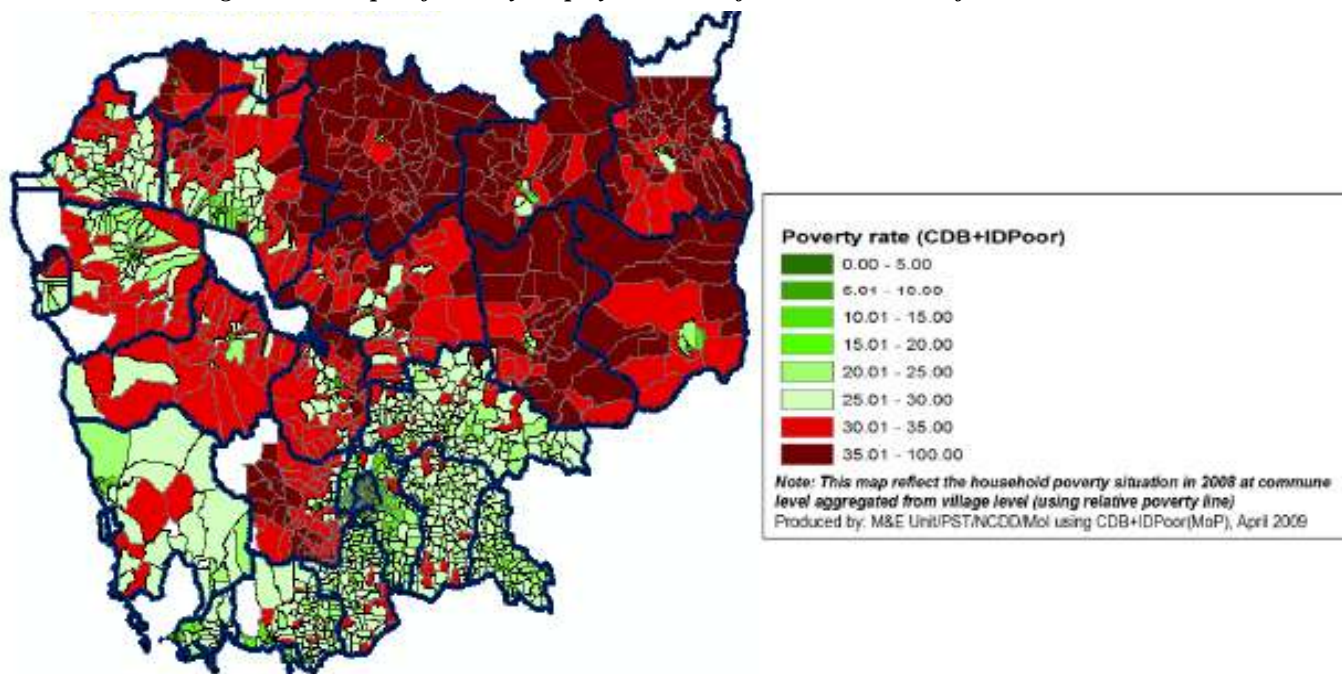 Poverty rate (CDB+IDPoor)
0.00 - 5.00
5.01 - 10.00
10.01 - 15.00
15.01 - 20.00
20.01 - 25.00
25.01 - 30.00
30.01 - 35.00
35.01 - 100.00
Note: This map reflect the household poverty situation in 2008 at commune
level aggregated from village level (using relative poverty line)
Produced by: M&E Unit/PST/NCDD/MoI using CDB+IDPoor(MoP), April 2009